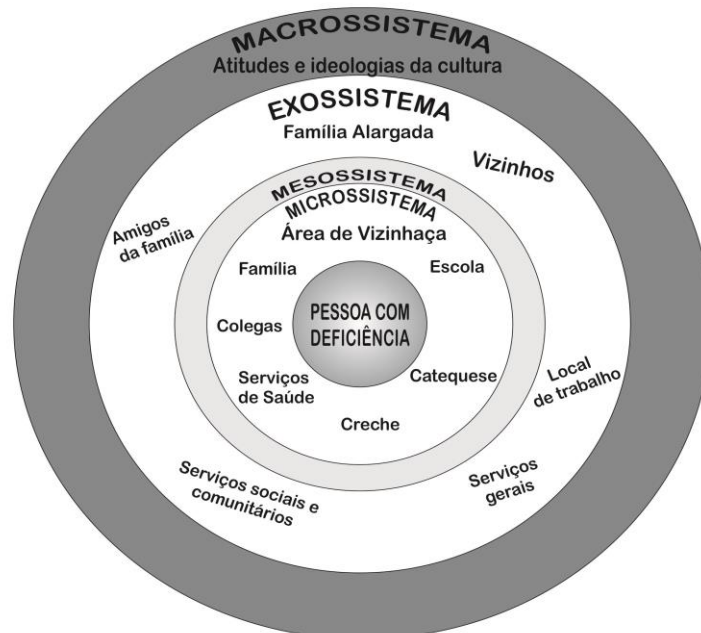 MACROSSISTEMA
Atitudes e ideologias da cultura
EXOSSISTEMA
Família Alargada
Vizinhos
MESOSSISTEMA
MICROSSISTEMA
Área de Vizinhaça
Amigos
da família
Família
Escola
PESSOA COM
DEFICIÊNCIA
Colegas
Serviços
de Saúde
Catequese
Creche
Local
de trabalho
Serviços sociais e
comunitários
Serviços
gerais